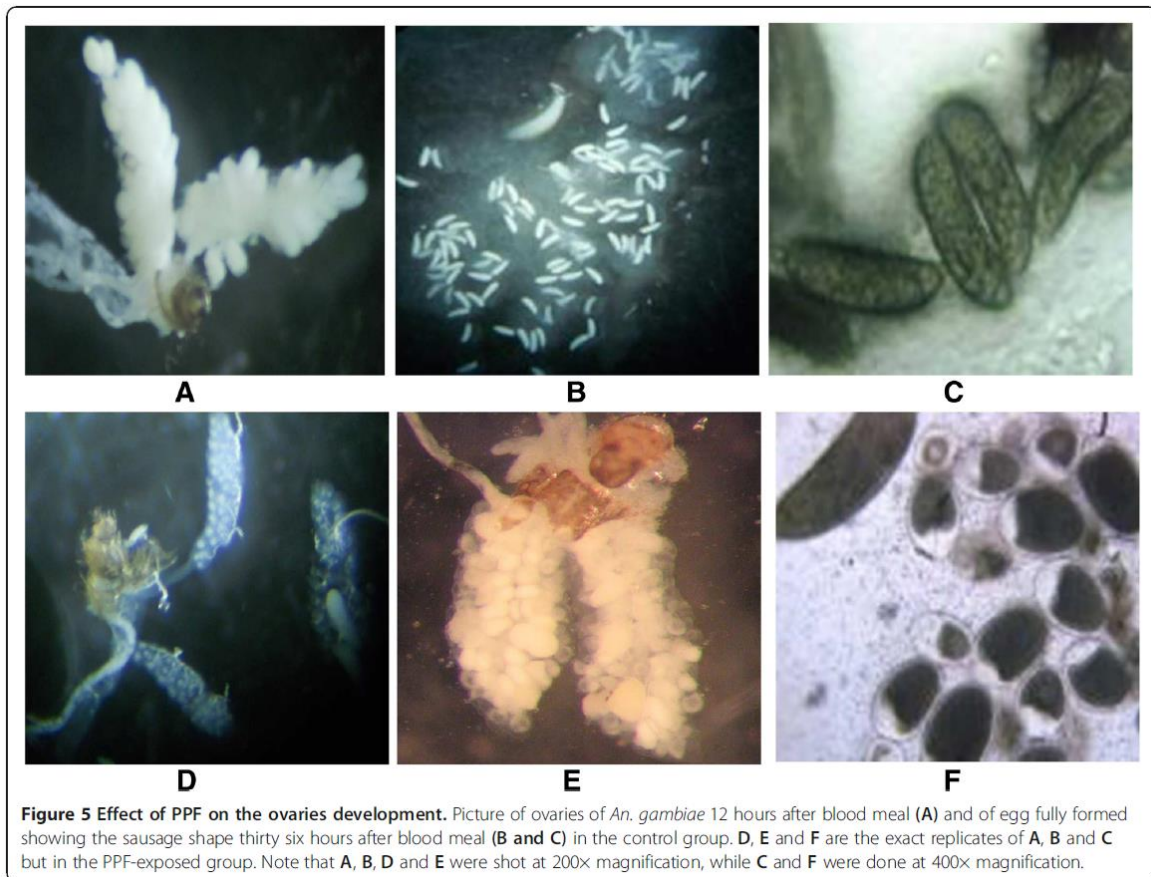 A
B
C
D
E
F
Figure 5 Effect of PPF on the ovaries development. Picture of ovaries of An. gambiae 12 hours after blood meal (A) and of egg fully formed
showing the sausage shape thirty six hours after blood meal (B and C) in the control group. D, E and F are the exact replicates of A, B and C
but in the PPF-exposed group. Note that A, B, D and E were shot at 200× magnification, while C and F were done at 400× magnification.